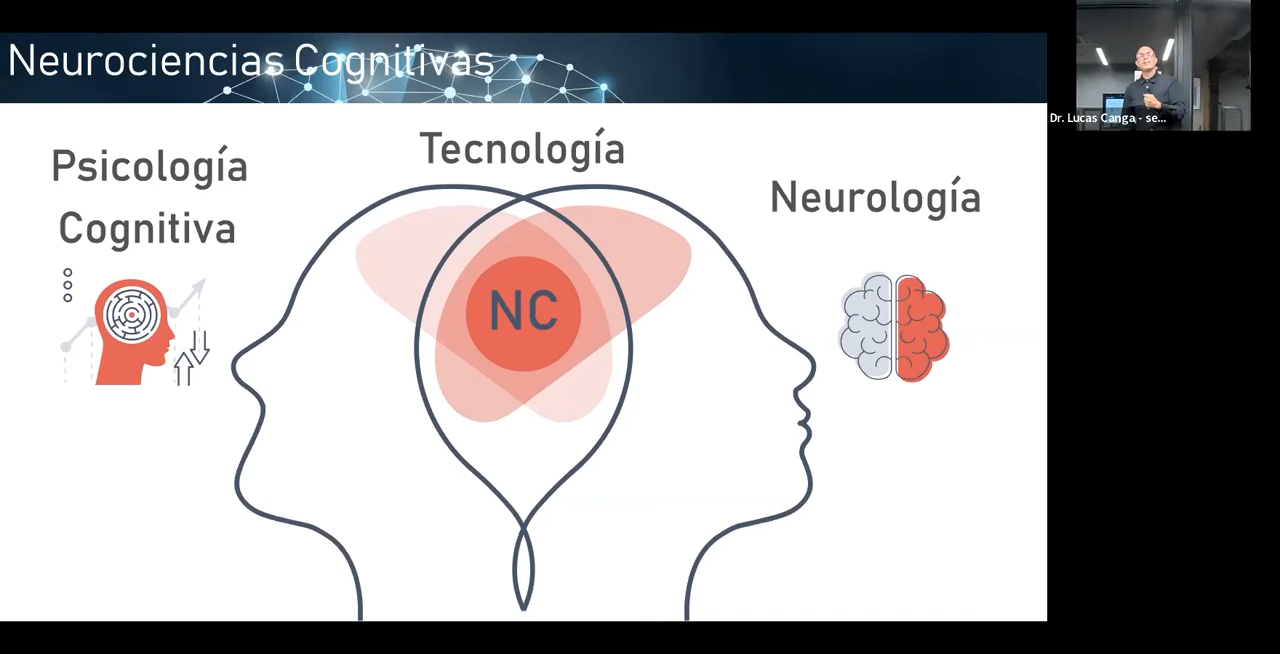 Neurociencias Cognitivas
Dr. Lucas Canga - se...
Psicología
Cognitiva
Tecnología
Neurología
NC